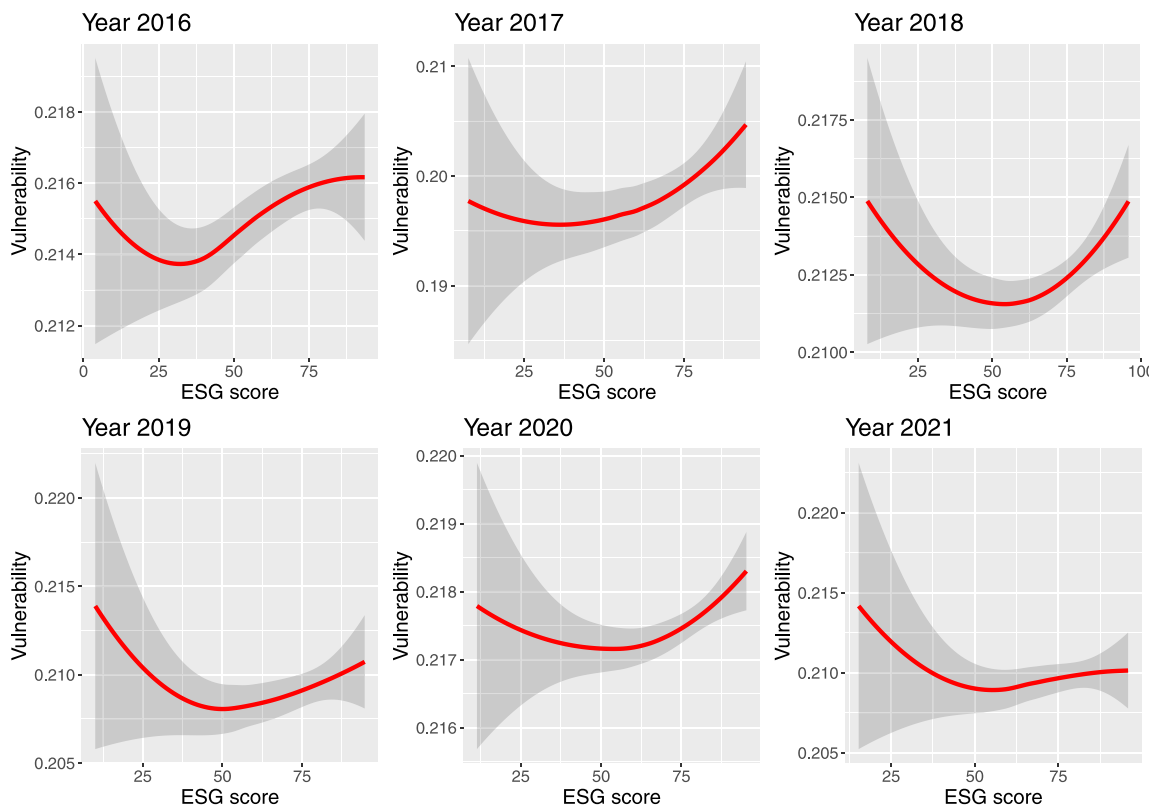 Year 2016
Year 2017
Year 2018
Vulnerability
0.218
0.216
0.214
0.212
0
25
50
75
ESG score
Vulnerability
0.21
0.20
0.19
25
50
75
ESG score
Vulnerability
0.2175
0.2150
0.2125
0.2100
25
50
75
100
ESG score
Year 2019
Year 2020
Year 2021
Vulnerability
0.220
0.215
0.210
0.205
25
50
75
ESG score
Vulnerability
0.220
0.219
0.218
0.217
0.216
25
50
75
ESG score
Vulnerability
0.220
0.215
0.210
0.205
25
50
75
ESG score